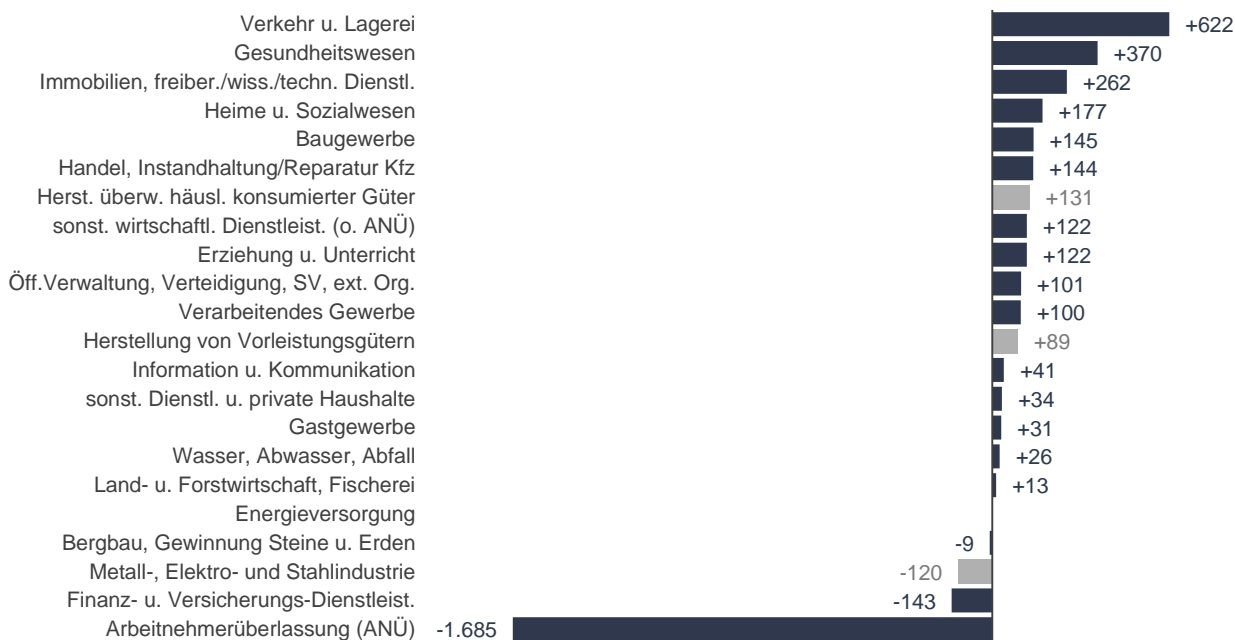 Verkehr u. Lagerei +622
Gesundheitswesen +370
Immobilien, freiber./wiss./techn. Dienstl. +262
Heime u. Sozialwesen +177
Baugewerbe +145
Handel, Instandhaltung/Reparatur Kfz +144
Herst. überw. häusl. konsumierter Güter +131
sonst. wirtschaftl. Dienstleist. (o. ANÜ) +122
Erziehung u. Unterricht +122
Öff.Verwaltung, Verteidigung, SV, ext. Org. +101
Verarbeitendes Gewerbe +100
Herstellung von Vorleistungsgütern +89
Information u. Kommunikation +41
sonst. Dienstl. u. private Haushalte +34
Gastgewerbe +31
Wasser, Abwasser, Abfall +26
Land- u. Forstwirtschaft, Fischerei +13
Energieversorgung
Bergbau, Gewinnung Steine u. Erden -9
Metall-, Elektro- und Stahlindustrie -120
Finanz- u. Versicherungs-Dienstleist. -143
Arbeitnehmerüberlassung (ANÜ) -1.685